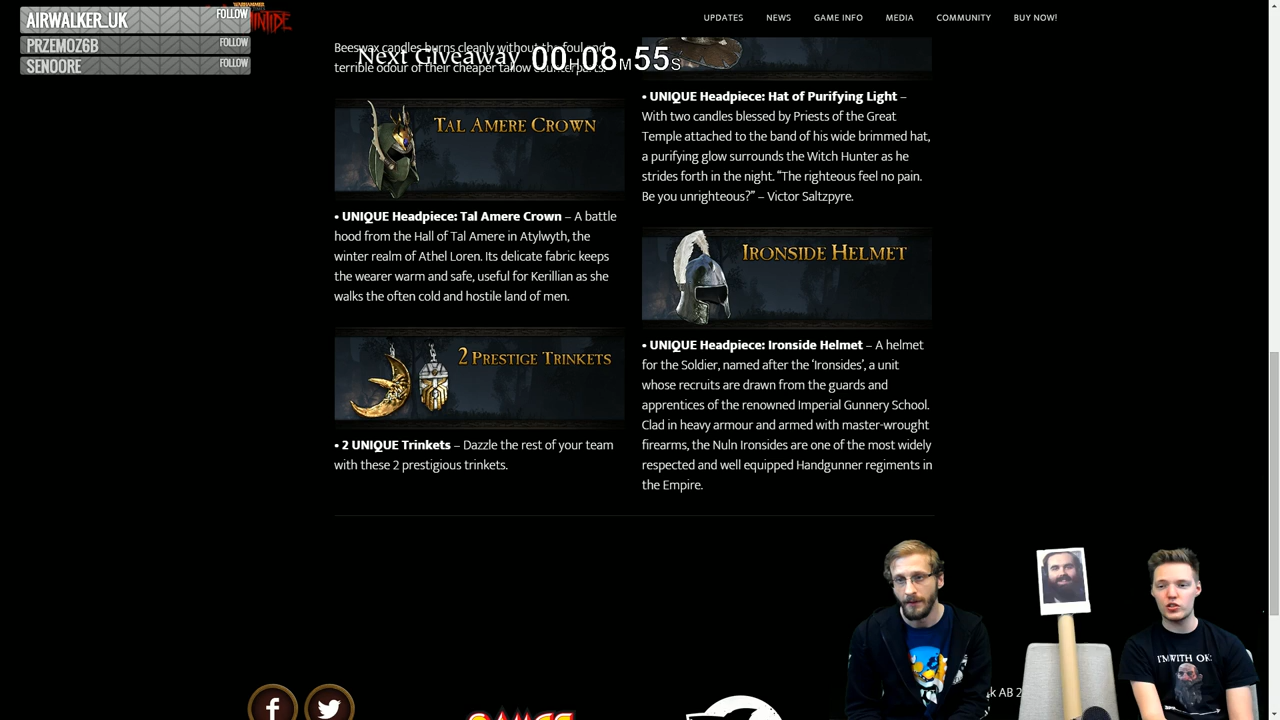 AIRWALKER_UK FOLLOW
PRZEMOZ6B FOLLOW
SENOORE FOLLOW
WARHAMMER
UPDATES NEWS GAME INFO MEDIA COMMUNITY BUY NOW!
Next Giveaway 00H08M55S
Beeswax candles burns cleanly without the foul and
terrible odour of their cheaper tallow counterparts.
TAL AMERE CROWN
• UNIQUE Headpiece: Tal Amere Crown – A battle
hood from the Hall of Tal Amere in Atylwyth, the
winter realm of Athel Loren. Its delicate fabric keeps
the wearer warm and safe, useful for Kerillian as she
walks the often cold and hostile land of men.
2 PRESTIGE TRINKETS
• 2 UNIQUE Trinkets – Dazzle the rest of your team
with these 2 prestigious trinkets.
• UNIQUE Headpiece: Hat of Purifying Light –
With two candles blessed by Priests of the Great
Temple attached to the band of his wide brimmed hat,
a purifying glow surrounds the Witch Hunter as he
strides forth in the night. “The righteous feel no pain.
Be you unrighteous?” – Victor Saltzpyre.
IRONSIDE HELMET
• UNIQUE Headpiece: Ironside Helmet – A helmet
for the Soldier, named after the ‘Ironsides’, a unit
whose recruits are drawn from the guards and
apprentices of the renowned Imperial Gunnery School.
Clad in heavy armour and armed with master-wrought
firearms, the Nuln Ironsides are one of the most widely
respected and well equipped Handgunner regiments in
the Empire.
I'M WITH OK!
k AB 2